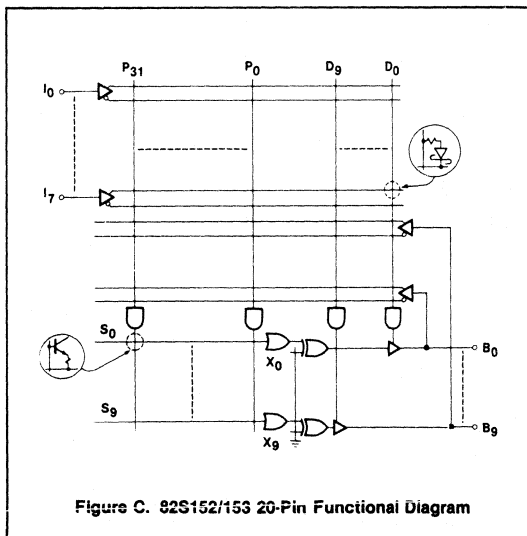 P31 P0 D9 D0
I0
I7
S0
X0
B0
S9
X9
B9
Figure C. 82S152/153 20-Pin Functional Diagram